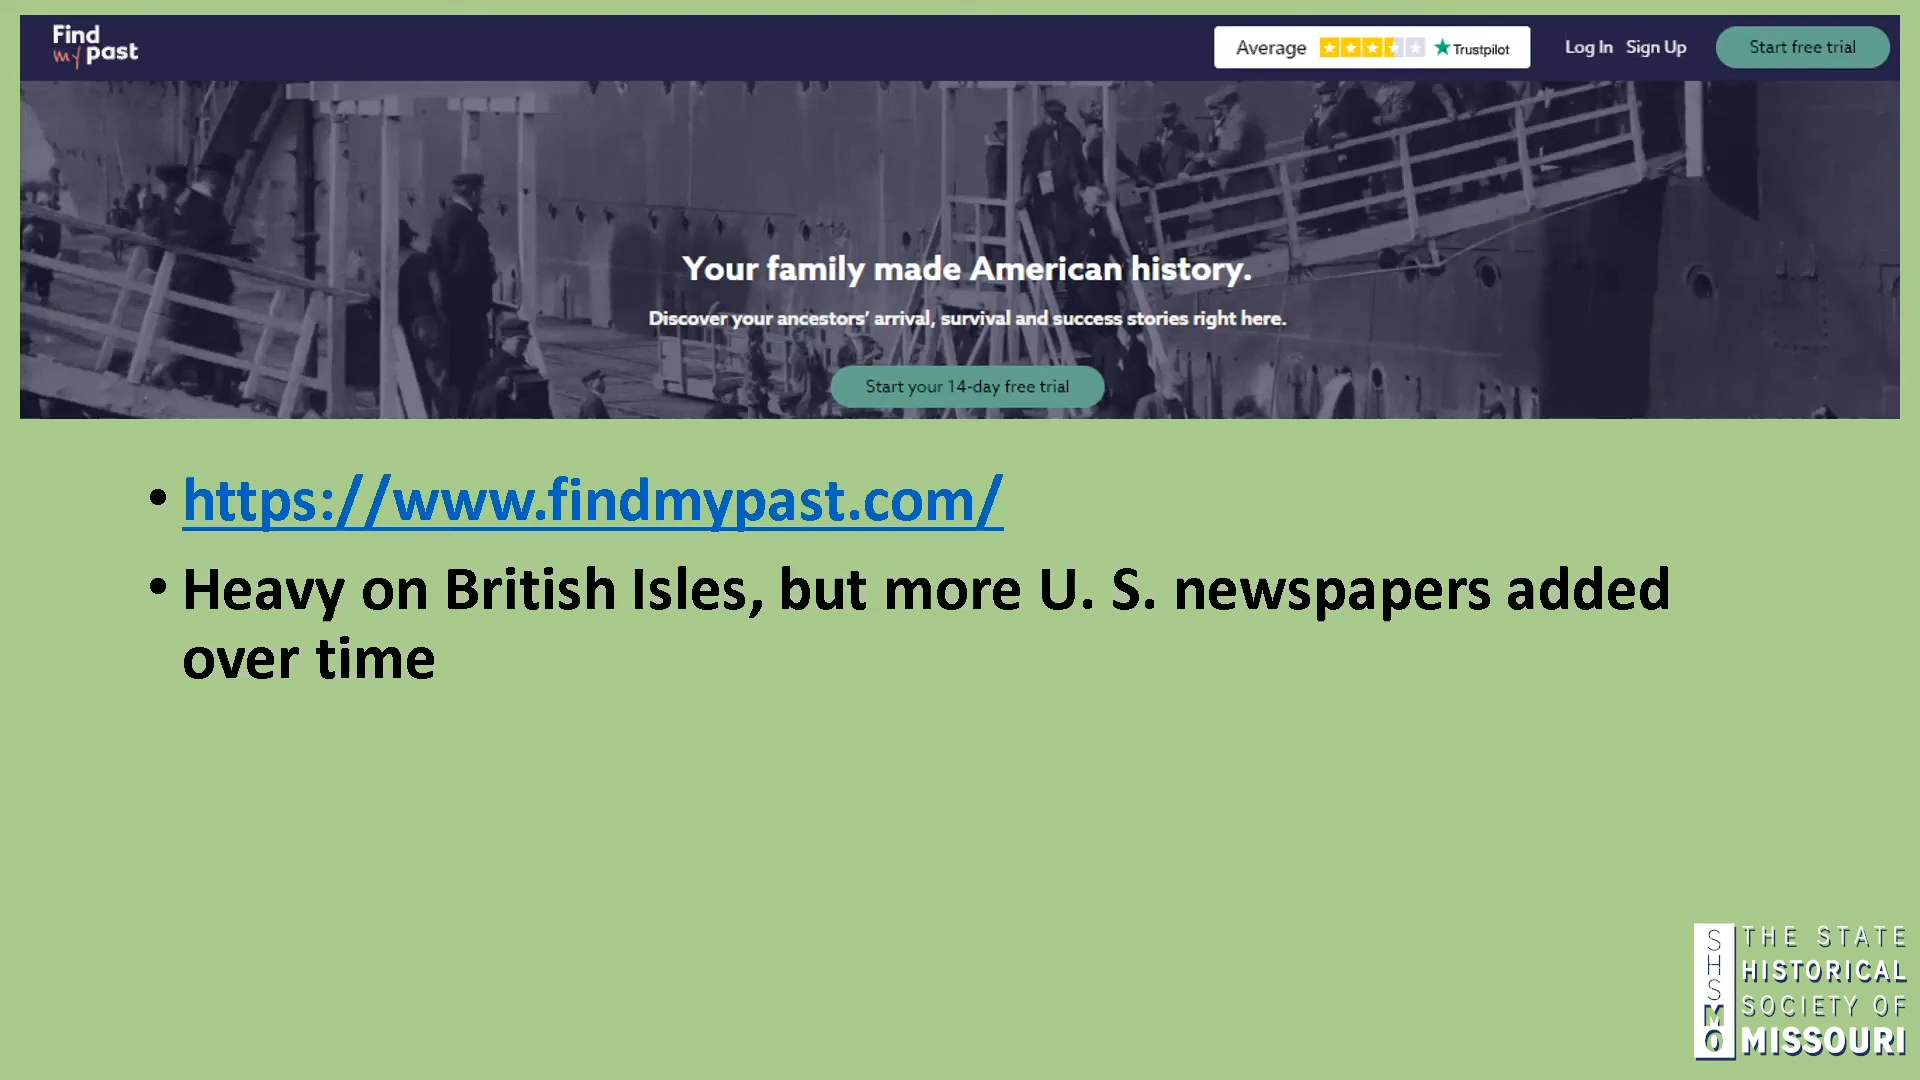 Find
my past
Average Trustpilot
Log In Sign Up
Start free trial
Your family made American history.
Discover your ancestors’ arrival, survival and success stories right here.
Start your 14-day free trial
• https://www.findmypast.com/
• Heavy on British Isles, but more U. S. newspapers added
over time
SHSMO
THE STATE
HISTORICAL
SOCIETY OF
MISSOURI